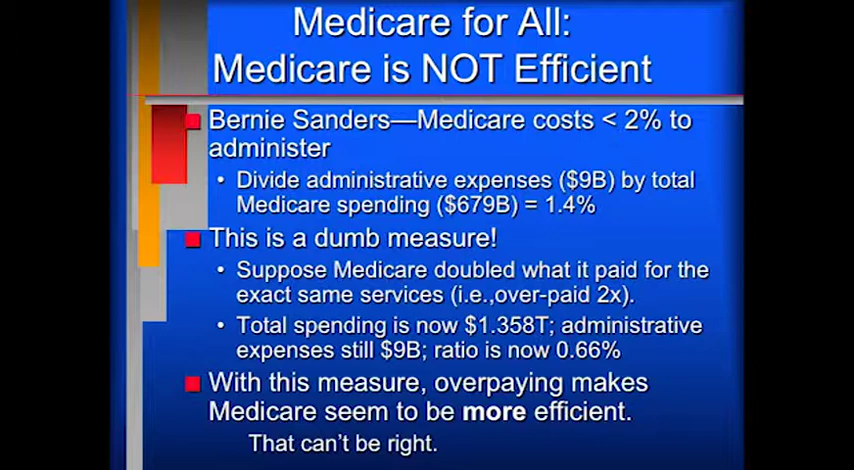 Medicare for All:
Medicare is NOT Efficient
Bernie Sanders—Medicare costs < 2% to
administer
• Divide administrative expenses ($9B) by total
Medicare spending ($679B) = 1.4%
This is a dumb measure!
• Suppose Medicare doubled what it paid for the
exact same services (i.e.,over-paid 2x).
• Total spending is now $1.358T; administrative
expenses still $9B; ratio is now 0.66%
With this measure, overpaying makes
Medicare seem to be more efficient.
That can't be right.